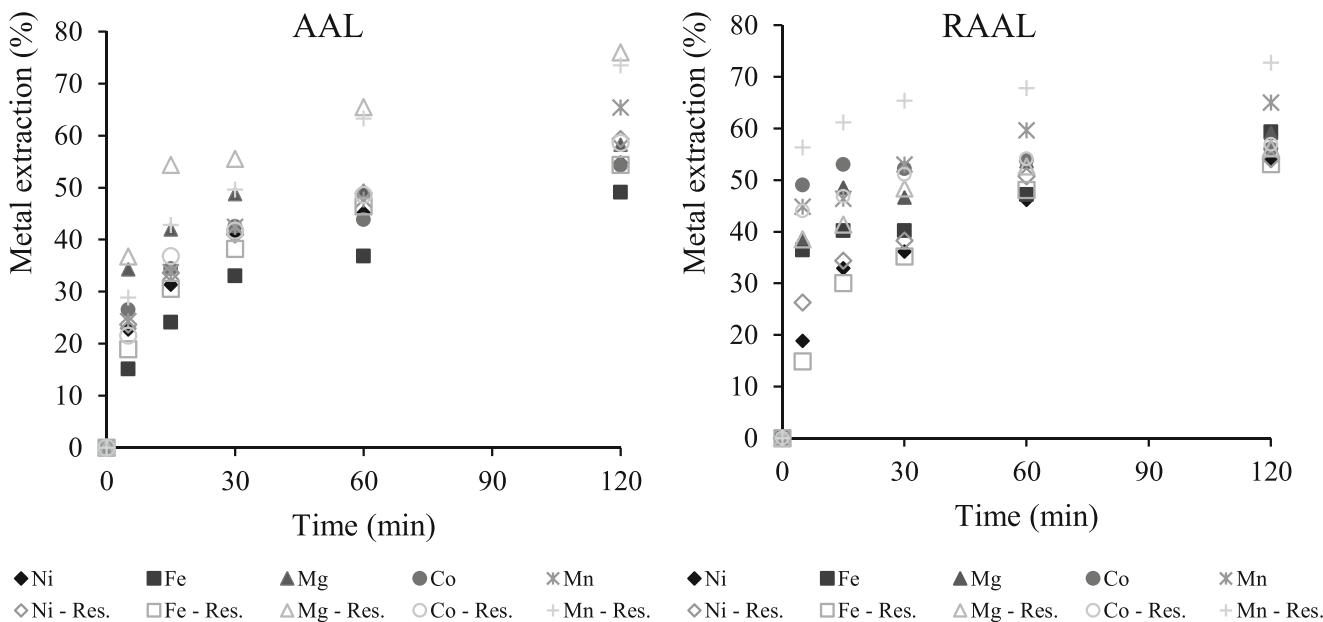 AAL
Metal extraction (%)
80
70
60
50
40
30
20
10
0
0 30 60 90 120
Time (min)
Ni Fe Mg Co Mn
Ni - Res. Fe - Res. Mg - Res. Co - Res. Mn - Res.
RAAL
Metal extraction (%)
80
70
60
50
40
30
20
10
0
0 30 60 90 120
Time (min)
Ni Fe Mg Co Mn
Ni - Res. Fe - Res. Mg - Res. Co - Res. Mn - Res.